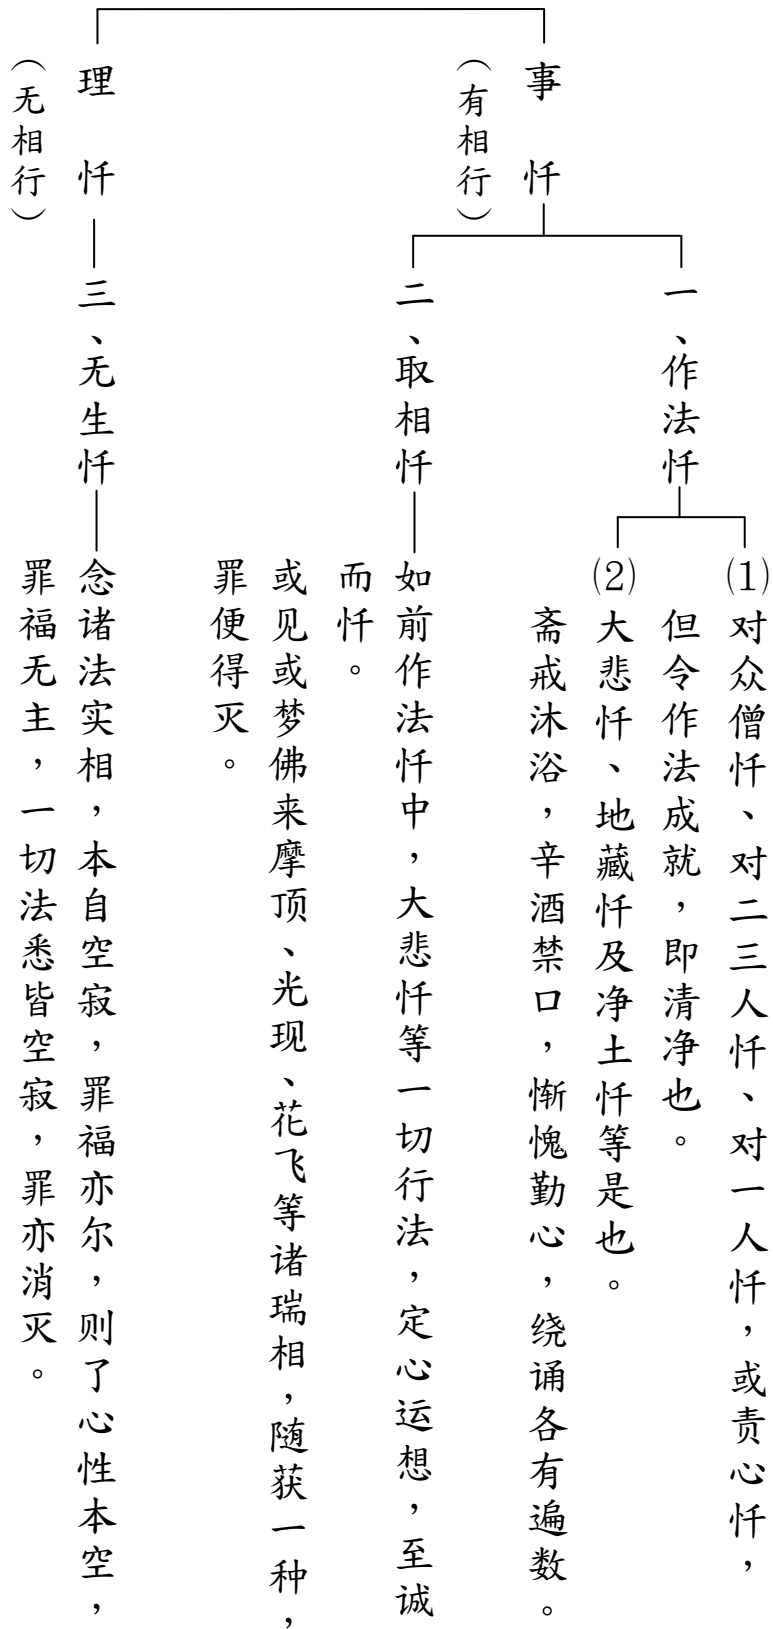 事忏
（有相行）
一、作法忏
(1)对众僧忏、对二三人忏、对一人忏，或责心忏，
但令作法成就，即清净也。
(2)大悲忏、地藏忏及净土忏等是也。
斋戒沐浴，辛酒禁口，惭愧勤心，绕诵各有遍数。
二、取相忏
如前作法忏中，大悲忏等一切行法，定心运想，至诚
而忏。
或见或梦佛来摩顶、光现、花飞等诸瑞相，随获一种，
罪便得灭。
理忏
（无相行）
三、无生忏
念诸法实相，本自空寂，罪福亦尔，则了心性本空，
罪福无主，一切法悉皆空寂，罪亦消灭。